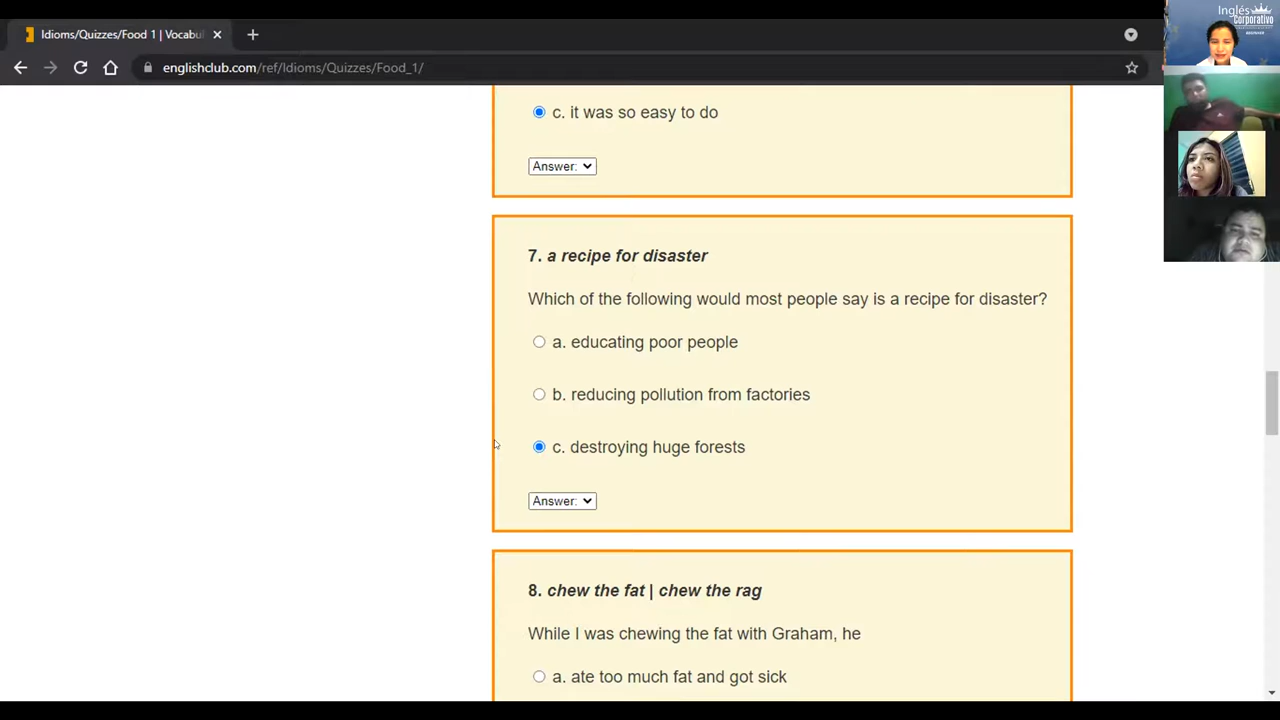 Idioms/Quizzes/Food 1 | Vocabul
englishclub.com/ref/Idioms/Quizzes/Food_1/
Inglés
Corporativo
BEGINNER
c. it was so easy to do
Answer:
7. a recipe for disaster
Which of the following would most people say is a recipe for disaster?
a. educating poor people
b. reducing pollution from factories
c. destroying huge forests
Answer:
8. chew the fat | chew the rag
While I was chewing the fat with Graham, he
a. ate too much fat and got sick